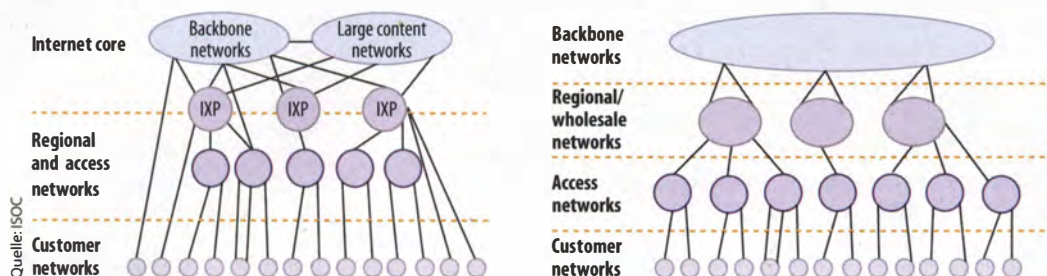 Internet core
Backbone
networks
Large content
networks
IXP
IXP
IXP
Regional
and access
networks
Customer
networks
Quelle: ISOC
Backbone
networks
Regional/
wholesale
networks
Access
networks
Customer
networks